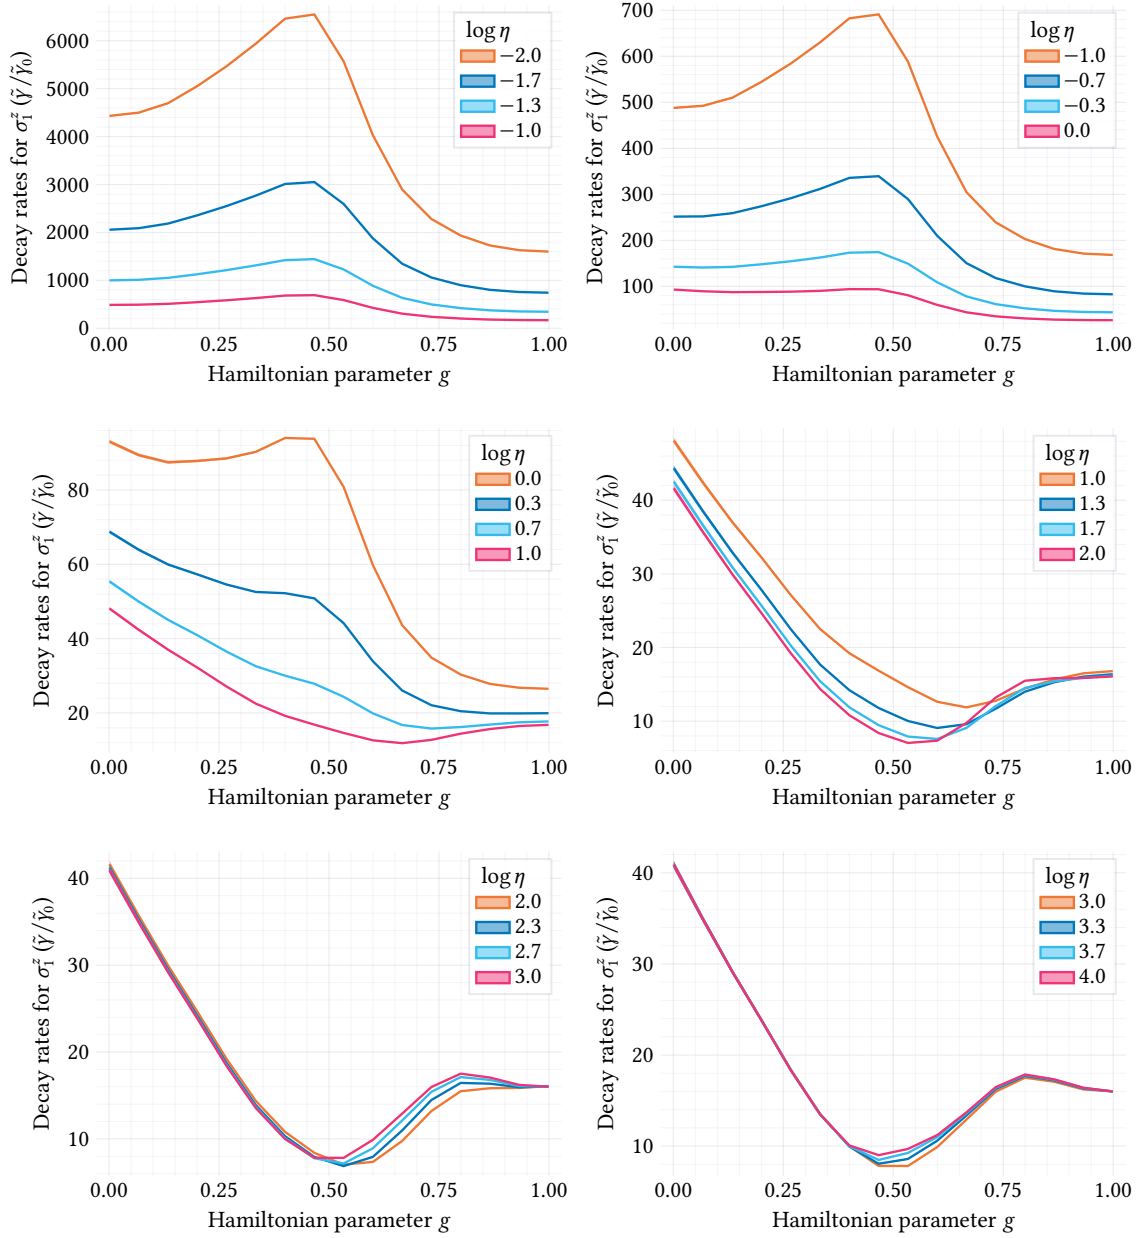 Decay rates for σ₁ᶻ (γ̃/γ̃₀)
6000
5000
4000
3000
2000
1000
0
log η
−2.0
−1.7
−1.3
−1.0
0.00 0.25 0.50 0.75 1.00
Hamiltonian parameter g
Decay rates for σ₁ᶻ (γ̃/γ̃₀)
700
600
500
400
300
200
100
log η
−1.0
−0.7
−0.3
0.0
0.00 0.25 0.50 0.75 1.00
Hamiltonian parameter g
Decay rates for σ₁ᶻ (γ̃/γ̃₀)
80
60
40
20
log η
0.0
0.3
0.7
1.0
0.00 0.25 0.50 0.75 1.00
Hamiltonian parameter g
Decay rates for σ₁ᶻ (γ̃/γ̃₀)
40
30
20
10
log η
1.0
1.3
1.7
2.0
0.00 0.25 0.50 0.75 1.00
Hamiltonian parameter g
Decay rates for σ₁ᶻ (γ̃/γ̃₀)
40
30
20
10
log η
2.0
2.3
2.7
3.0
0.00 0.25 0.50 0.75 1.00
Hamiltonian parameter g
Decay rates for σ₁ᶻ (γ̃/γ̃₀)
40
30
20
10
log η
3.0
3.3
3.7
4.0
0.00 0.25 0.50 0.75 1.00
Hamiltonian parameter g